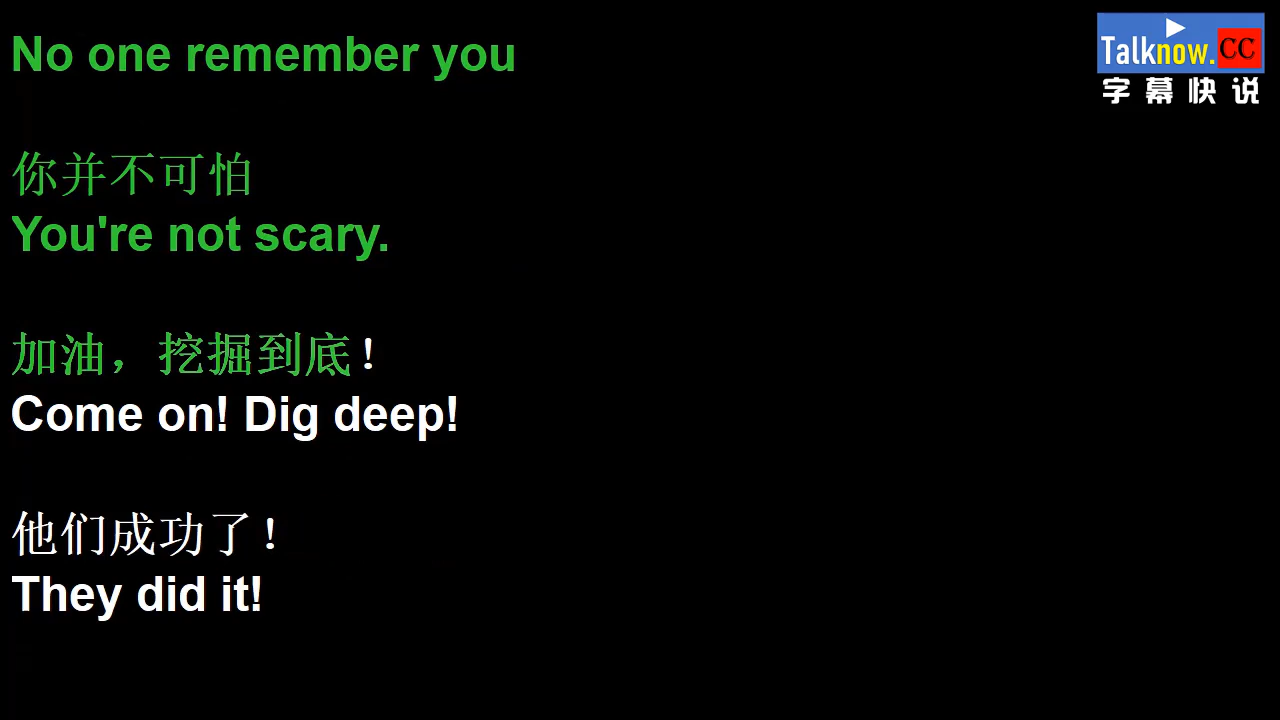 No one remember you
Talknow.CC
字幕快说
你并不可怕
You're not scary.
加油，挖掘到底！
Come on! Dig deep!
他们成功了！
They did it!